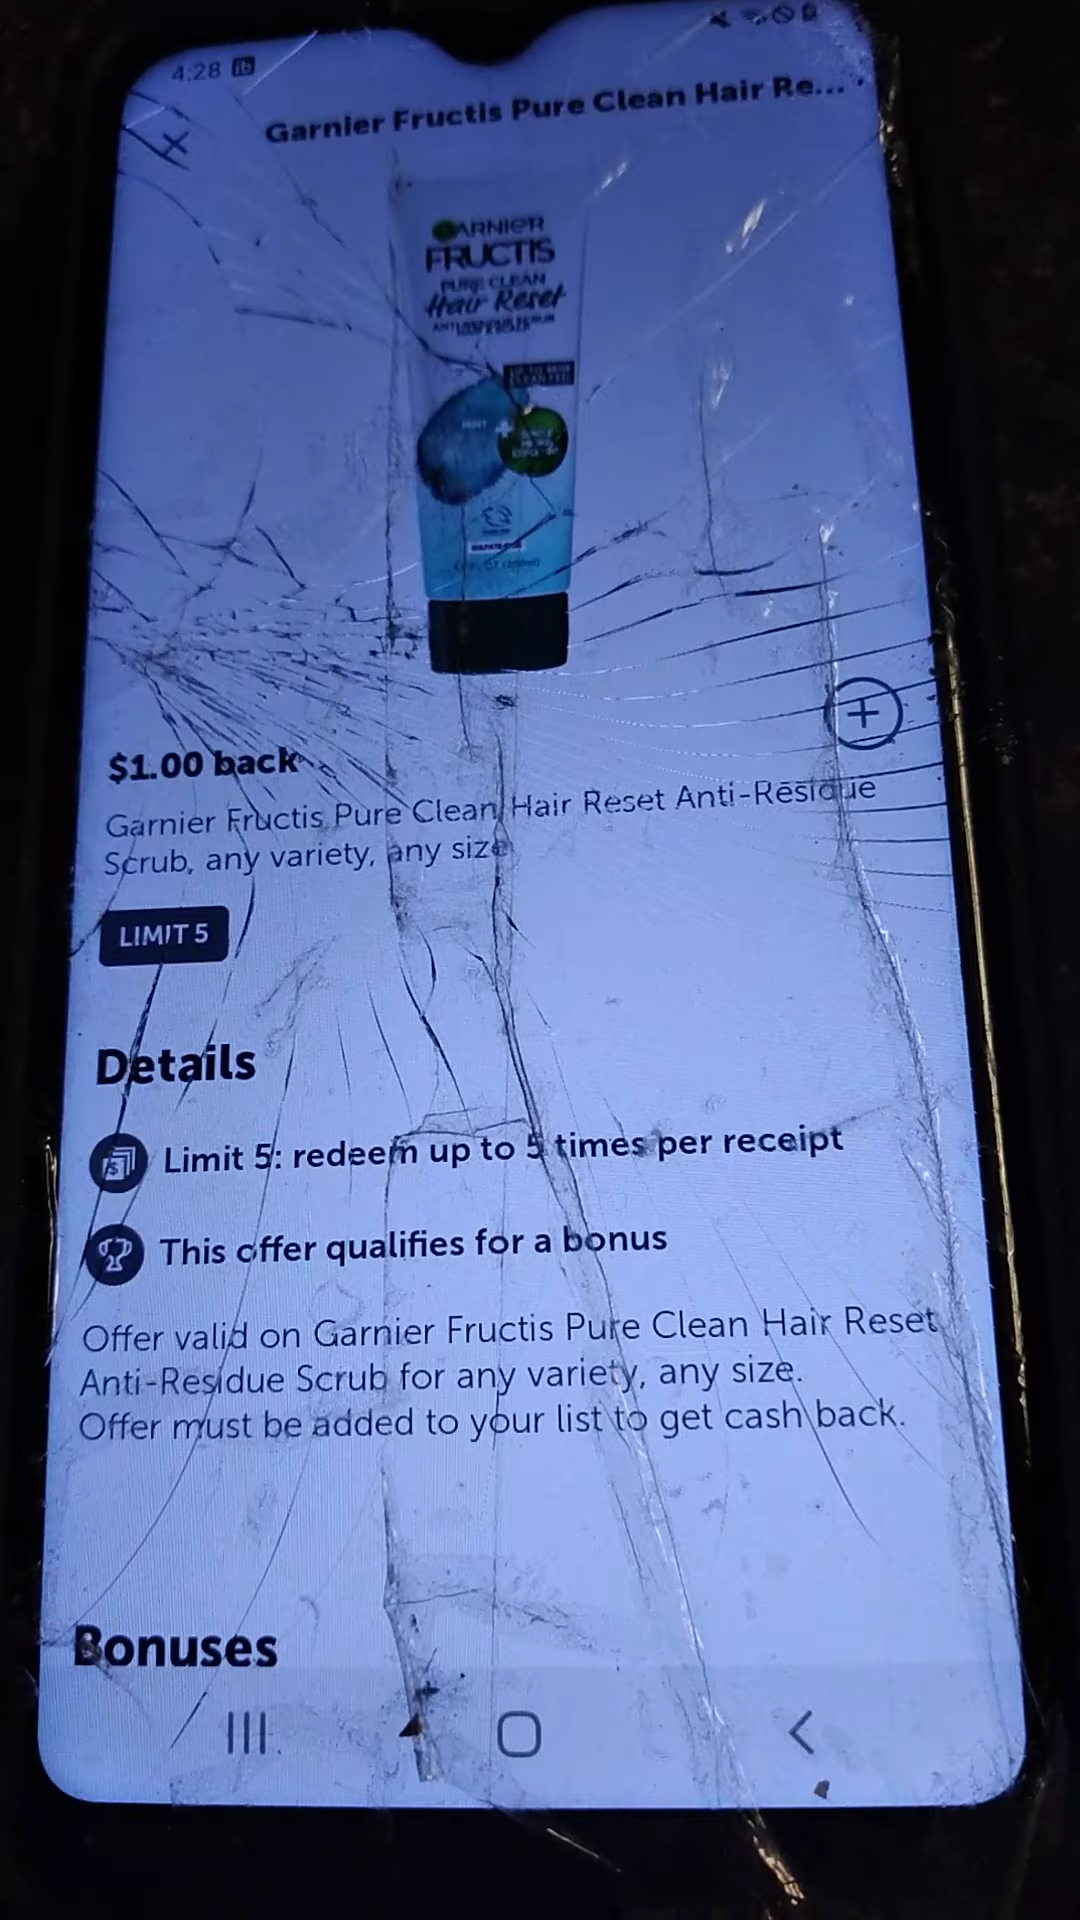 4:28
Garnier Fructis Pure Clean Hair Re...
GARNIER
FRUCTIS
PURE CLEAN
Hair Reset
$1.00 back
Garnier Fructis Pure Clean Hair Reset Anti-Residue
Scrub, any variety, any size
LIMIT 5
Details
Limit 5: redeem up to 5 times per receipt
This offer qualifies for a bonus
Offer valid on Garnier Fructis Pure Clean Hair Reset
Anti-Residue Scrub for any variety, any size.
Offer must be added to your list to get cash back.
Bonuses